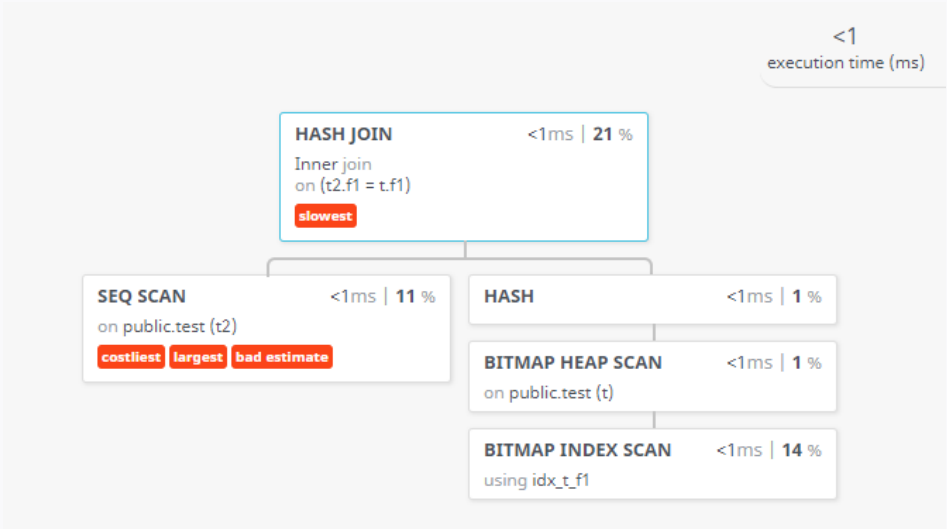 <1
execution time (ms)
HASH JOIN <1ms | 21 %
Inner join
on (t2.f1 = t.f1)
slowest
SEQ SCAN <1ms | 11 %
on public.test (t2)
costliest largest bad estimate
HASH <1ms | 1 %
BITMAP HEAP SCAN <1ms | 1 %
on public.test (t)
BITMAP INDEX SCAN <1ms | 14 %
using idx_t_f1